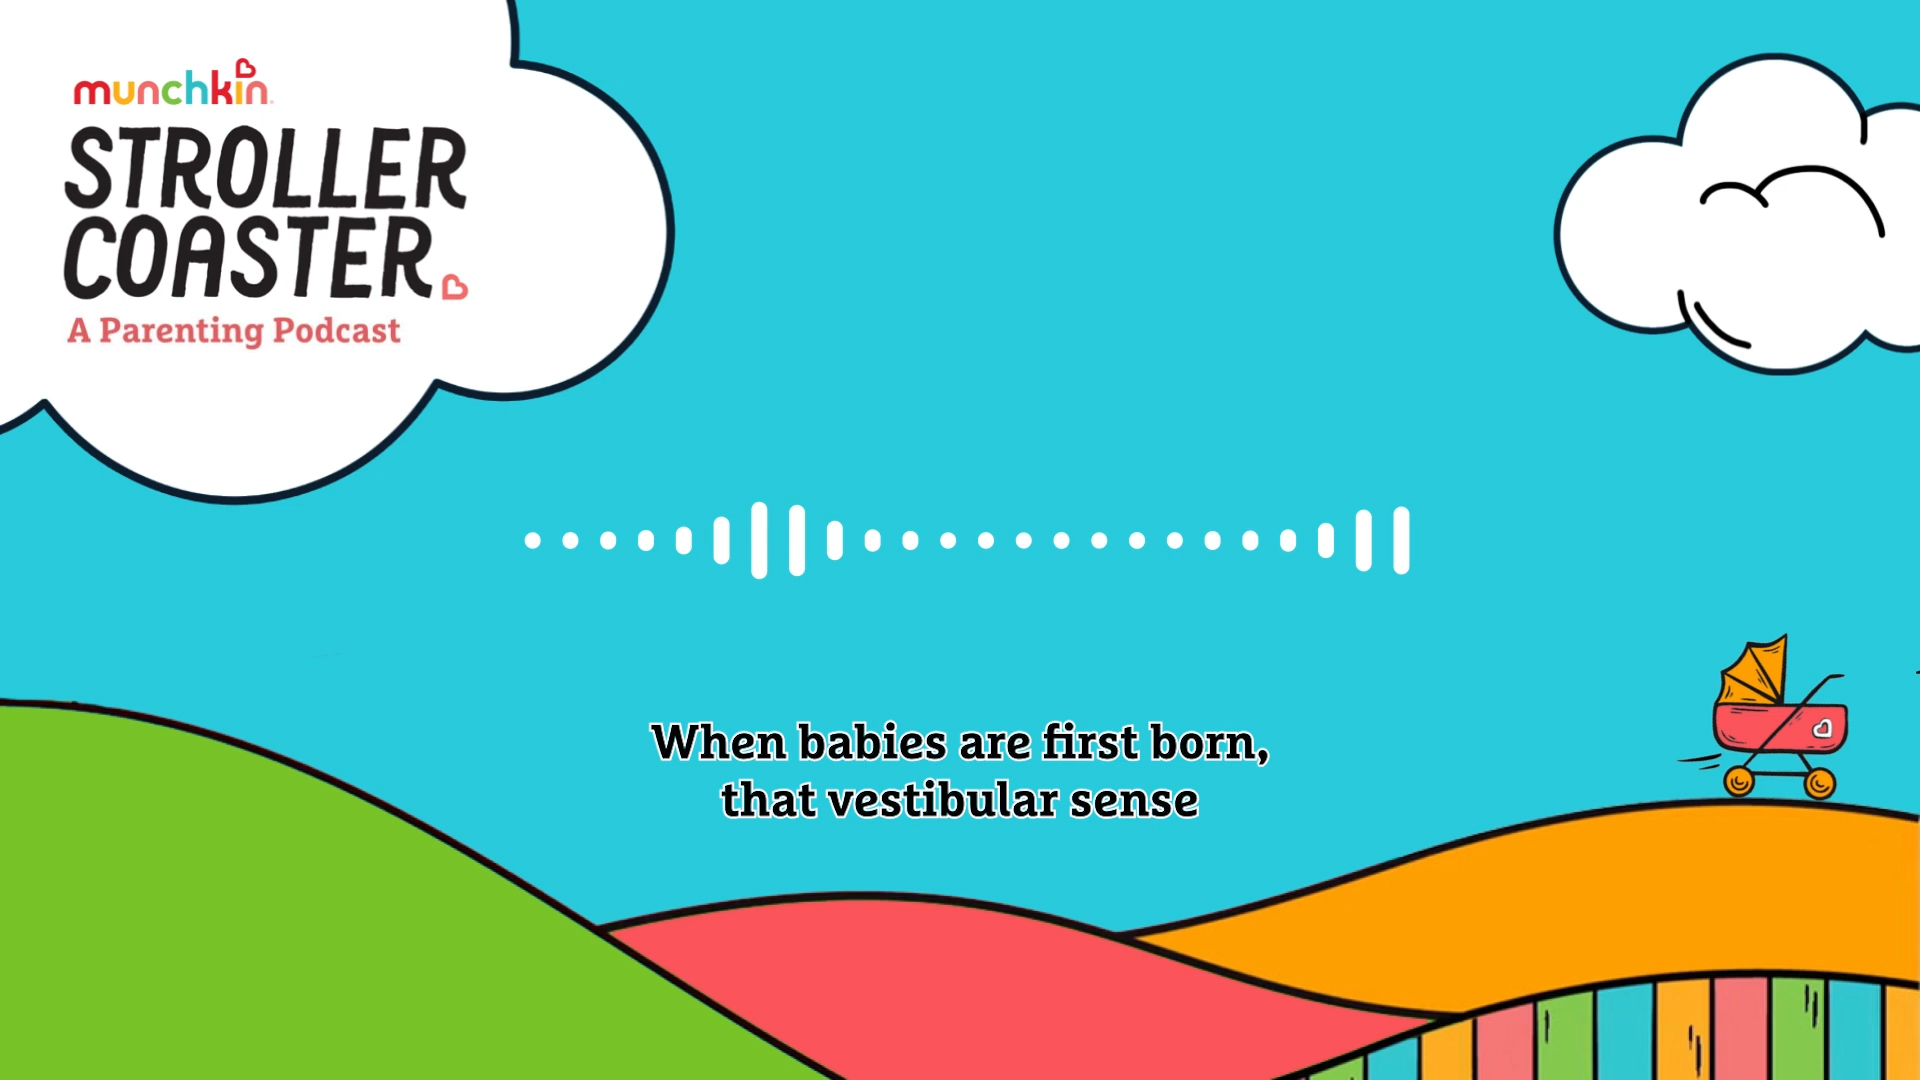 munchkin
STROLLER
COASTER
A Parenting Podcast
When babies are first born,
that vestibular sense